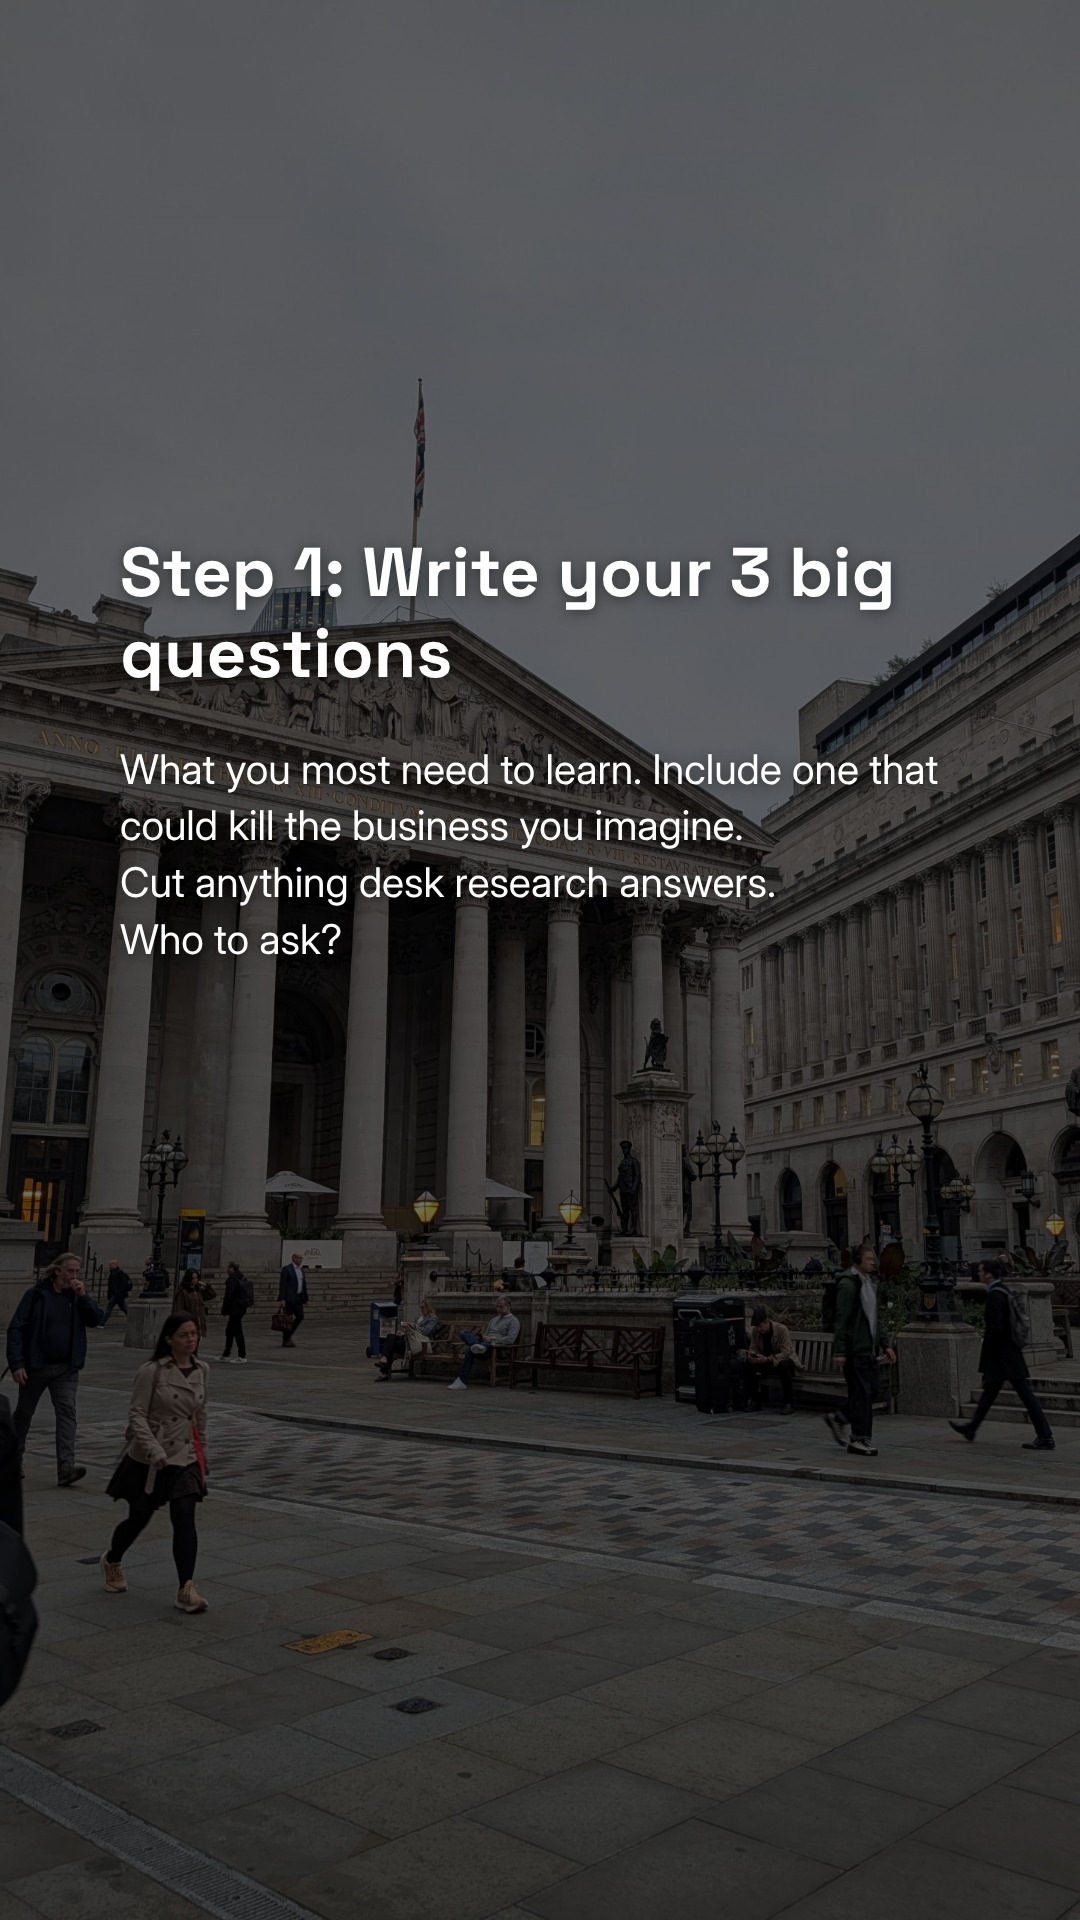 Step 1: Write your 3 big
questions
What you most need to learn. Include one that
could kill the business you imagine.
Cut anything desk research answers.
Who to ask?
ANNO